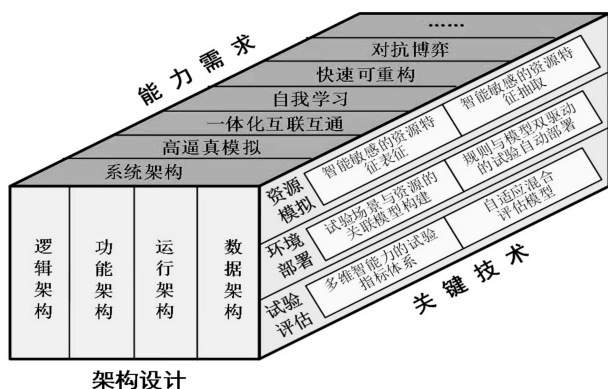 能力需求
……
对抗博弈
快速可重构
自我学习
一体化互联互通
高逼真模拟
系统架构
逻辑架构
功能架构
运行架构
数据架构
架构设计
资源
模拟
智能敏感的资源特
征表征
智能敏感的资源特
征抽取
环境
部署
试验场景与资源的
关联模型构建
规则与模型双驱动
的试验自动部署
试验
评估
多维智能力的试验
指标体系
自适应混合
评估模型
关键技术